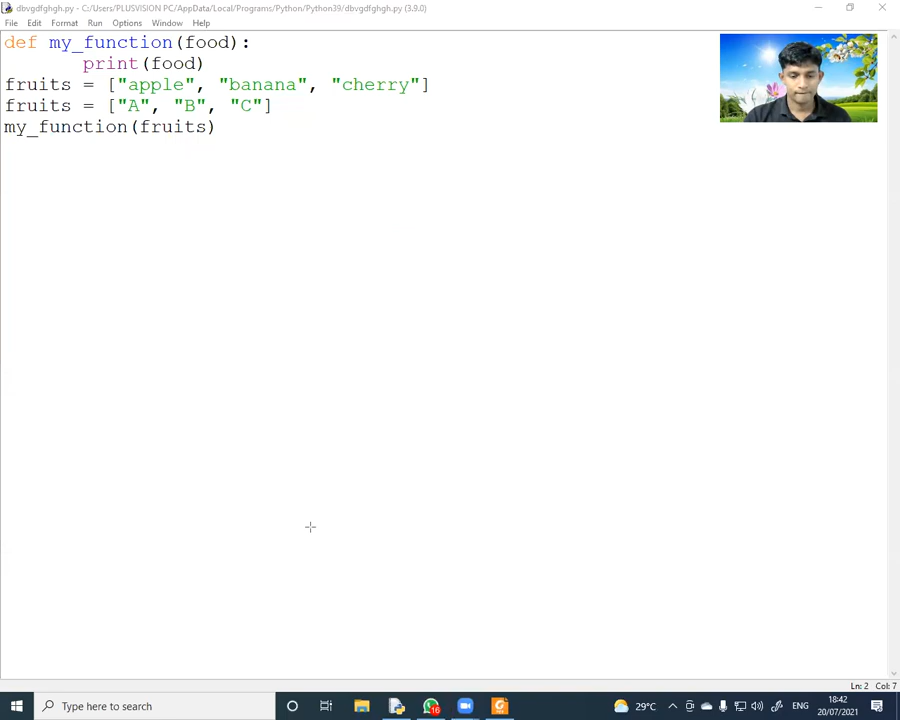 dbvgdfghgh.py - C:/Users/PLUSVISION PC/AppData/Local/Programs/Python/Python39/dbvgdfghgh.py (3.9.0)
File Edit Format Run Options Window Help
def my_function(food):
print(food)
fruits = ["apple", "banana", "cherry"]
fruits = ["A", "B", "C"]
my_function(fruits)
Ln: 2 Col: 7
Type here to search
16
29°C
ENG
18:42
20/07/2021